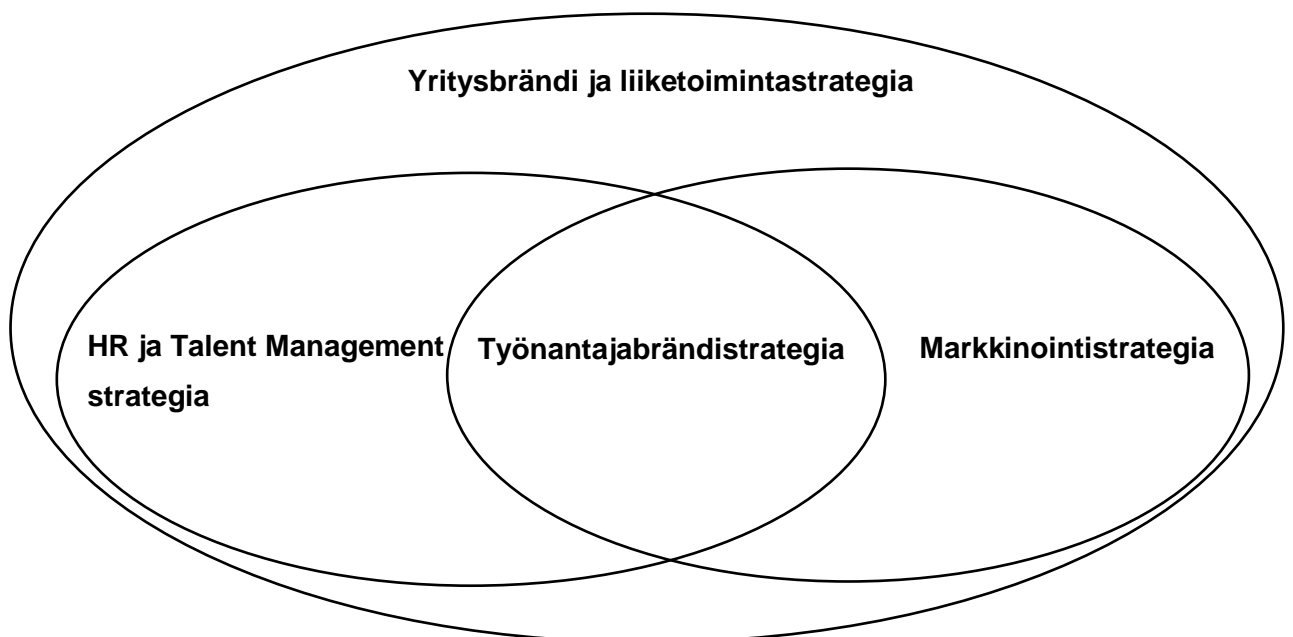 Yritysbrändi ja liiketoimintastrategia
HR ja Talent Management
strategia
Työnantajabrändistrategia
Markkinointistrategia